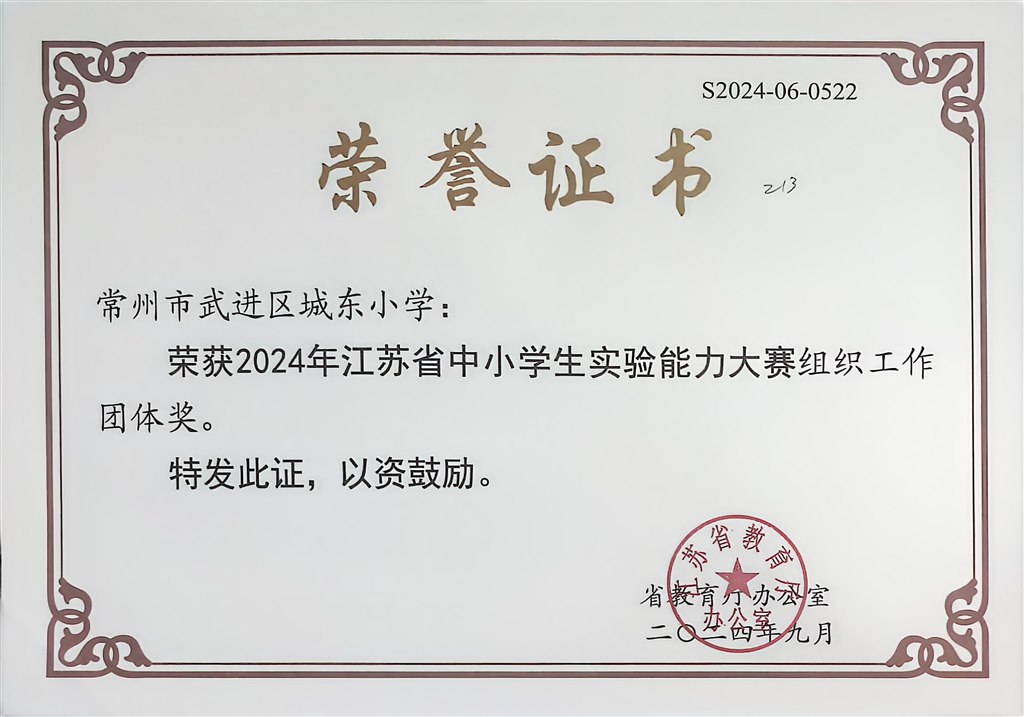 S2024-06-0522
荣誉证书
213
常州市武进区城东小学：
荣获2024年江苏省中小学生实验能力大赛组织工作
团体奖。
特发此证，以资鼓励。
江苏省教育厅
办公室
省教育厅办公室
二〇二四年九月